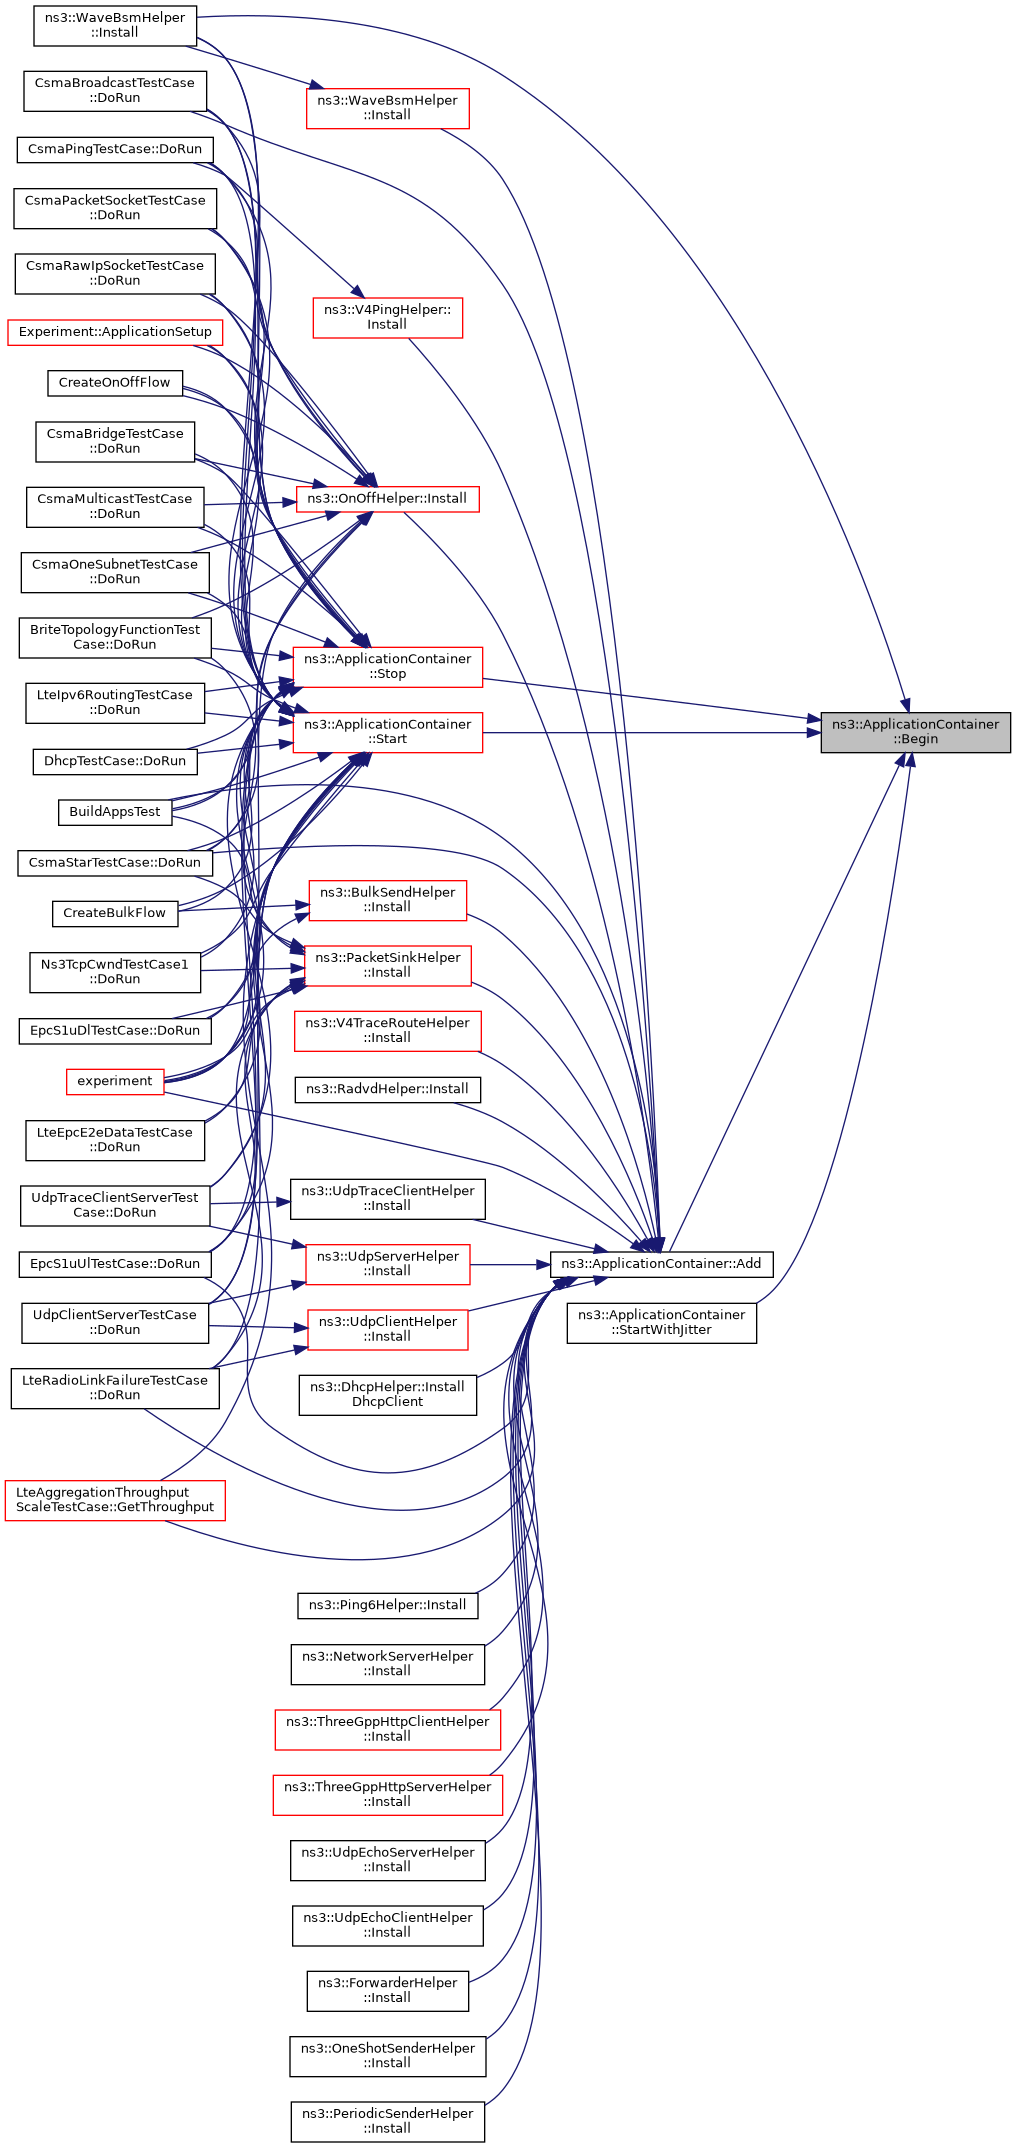 ns3::WaveBsmHelper
::Install
CsmaBroadcastTestCase
::DoRun
CsmaPingTestCase::DoRun
CsmaPacketSocketTestCase
::DoRun
CsmaRawIpSocketTestCase
::DoRun
Experiment::ApplicationSetup
CreateOnOffFlow
CsmaBridgeTestCase
::DoRun
CsmaMulticastTestCase
::DoRun
CsmaOneSubnetTestCase
::DoRun
BriteTopologyFunctionTest
Case::DoRun
LteIpv6RoutingTestCase
::DoRun
DhcpTestCase::DoRun
BuildAppsTest
CsmaStarTestCase::DoRun
CreateBulkFlow
Ns3TcpCwndTestCase1
::DoRun
EpcS1uDlTestCase::DoRun
experiment
LteEpcE2eDataTestCase
::DoRun
UdpTraceClientServerTest
Case::DoRun
EpcS1uUlTestCase::DoRun
UdpClientServerTestCase
::DoRun
LteRadioLinkFailureTestCase
::DoRun
LteAggregationThroughput
ScaleTestCase::GetThroughput
ns3::WaveBsmHelper
::Install
ns3::V4PingHelper::
Install
ns3::OnOffHelper::Install
ns3::ApplicationContainer
::Stop
ns3::ApplicationContainer
::Start
ns3::BulkSendHelper
::Install
ns3::PacketSinkHelper
::Install
ns3::V4TraceRouteHelper
::Install
ns3::RadvdHelper::Install
ns3::UdpTraceClientHelper
::Install
ns3::UdpServerHelper
::Install
ns3::UdpClientHelper
::Install
ns3::DhcpHelper::Install
DhcpClient
ns3::Ping6Helper::Install
ns3::NetworkServerHelper
::Install
ns3::ThreeGppHttpClientHelper
::Install
ns3::ThreeGppHttpServerHelper
::Install
ns3::UdpEchoServerHelper
::Install
ns3::UdpEchoClientHelper
::Install
ns3::ForwarderHelper
::Install
ns3::OneShotSenderHelper
::Install
ns3::PeriodicSenderHelper
::Install
ns3::ApplicationContainer::Add
ns3::ApplicationContainer
::StartWithJitter
ns3::ApplicationContainer
::Begin